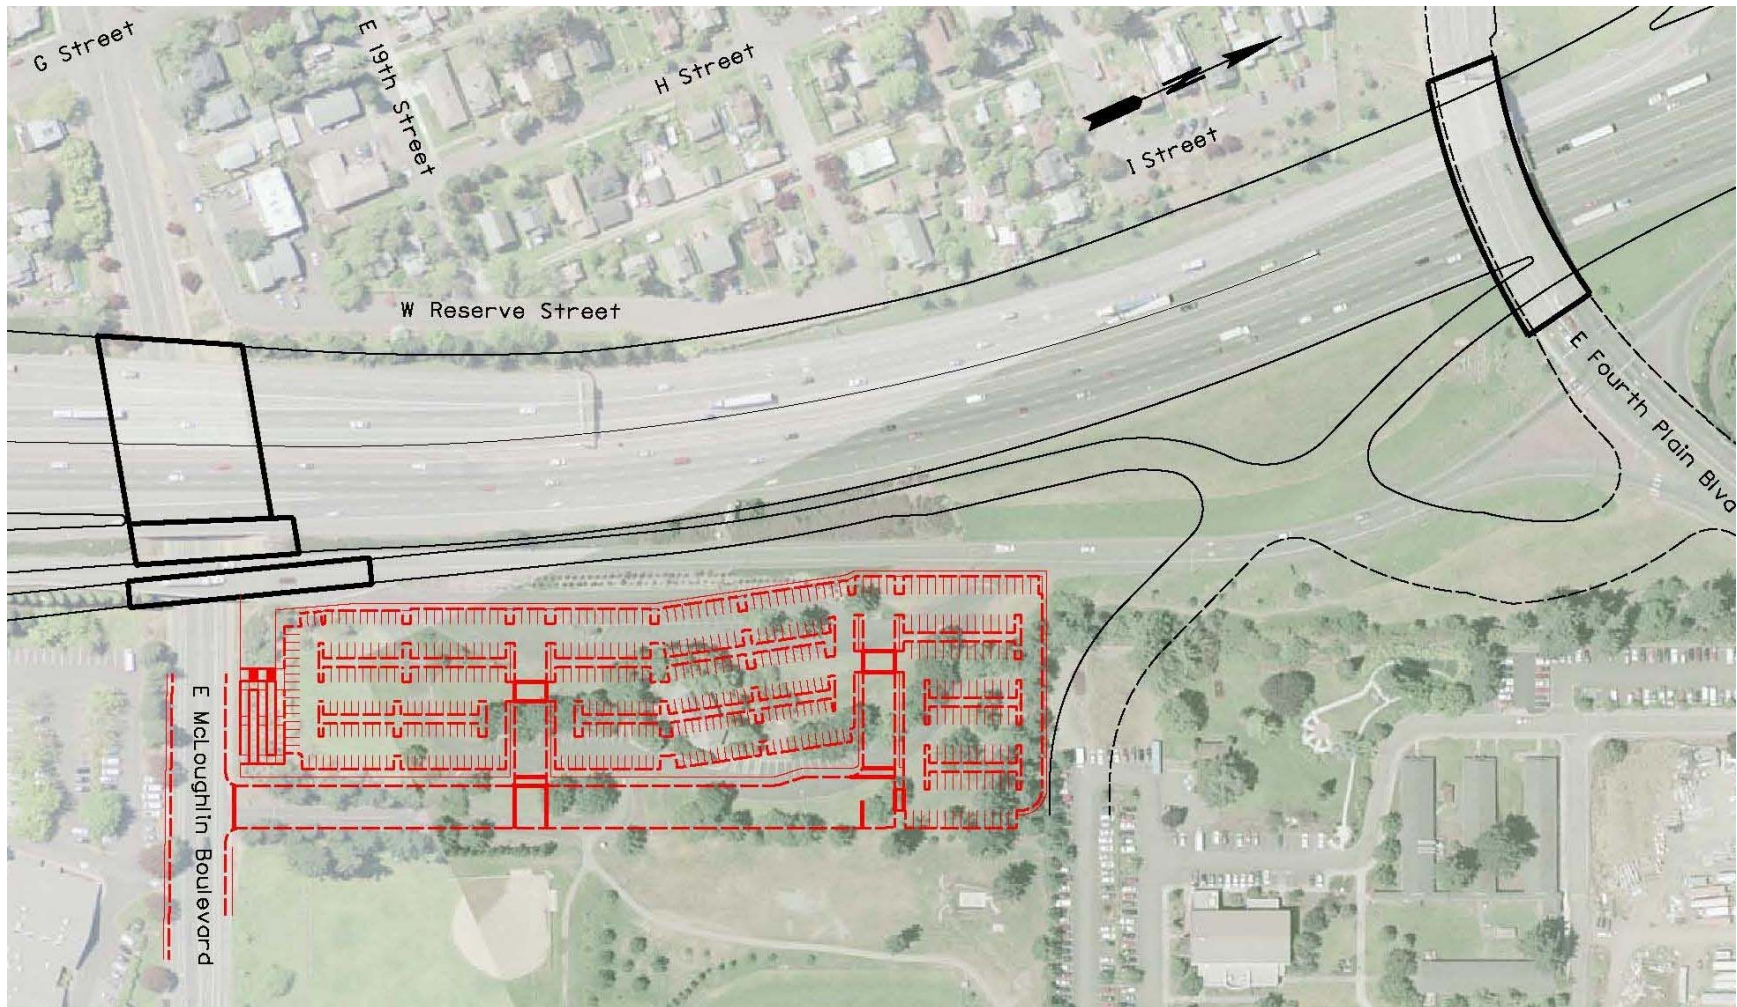 G Street
E 19th Street
H Street
N
I Street
W Reserve Street
E Fourth Plain Blvd
E McLoughlin Boulevard